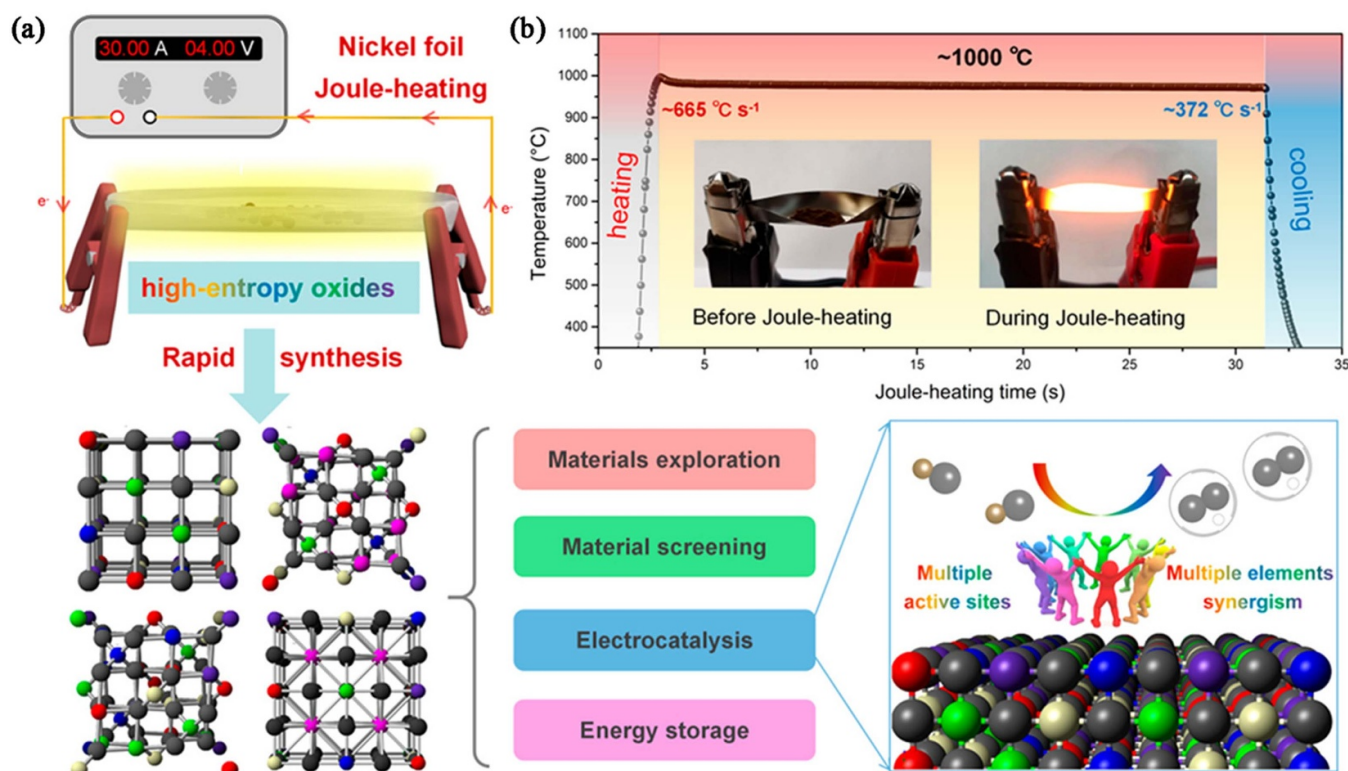 (a)
30.00 A 04.00 V
Nickel foil
Joule-heating
e-
e-
high-entropy oxides
Rapid synthesis
(b)
1100
1000
900
800
700
600
500
400
Temperature (°C)
~1000 ℃
~665 ℃ s⁻¹
~372 ℃ s⁻¹
heating
cooling
Before Joule-heating
During Joule-heating
0
5
10
15
20
25
30
35
Joule-heating time (s)
Materials exploration
Material screening
Electrocatalysis
Energy storage
Multiple
active sites
Multiple elements
synergism